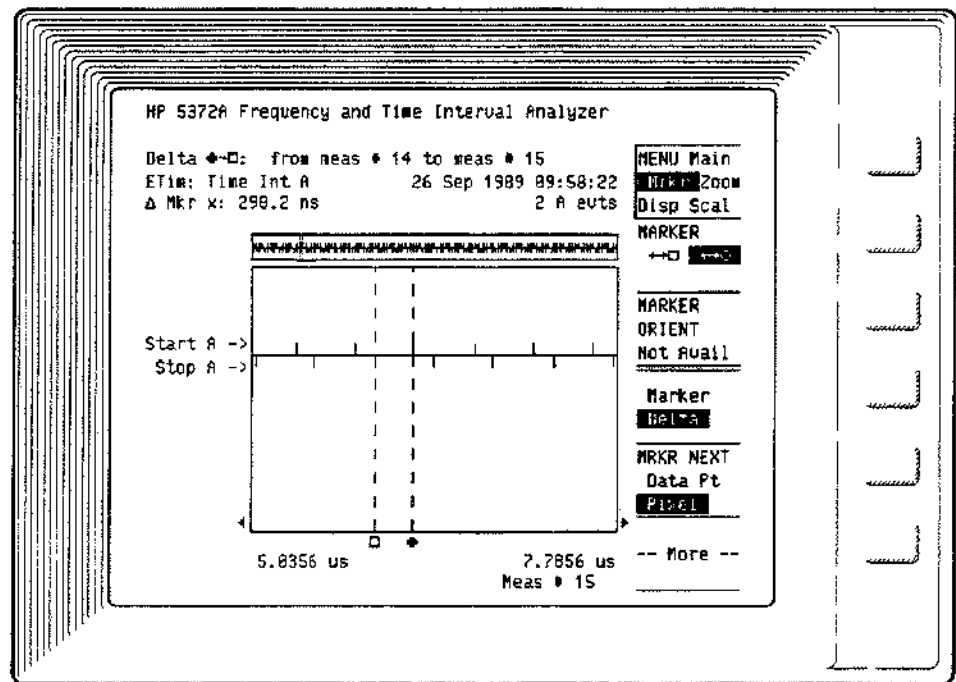 HP 5372A Frequency and Time Interval Analyzer
Delta ◆→□: from meas # 14 to meas # 15
ETim: Time Int A 26 Sep 1989 09:58:22
Δ Mkr x: 290.2 ns 2 A evts
MENU Main
Mrkr Zoom
Disp Scal
MARKER
↔□ ↔◇
MARKER
ORIENT
Not Avail
Start A ->
Stop A ->
Marker
Delta
MRKR NEXT
Data Pt
Pixel
-- More --
5.0356 us 7.7856 us
Meas # 15